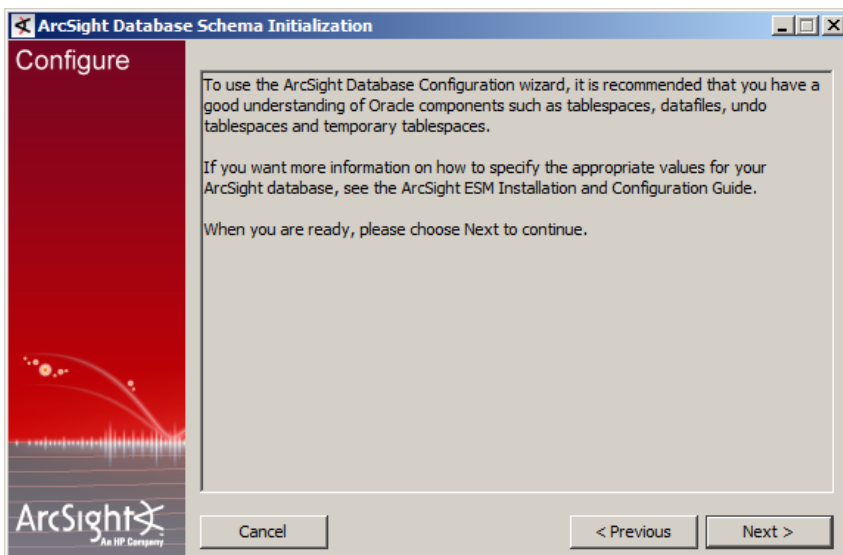 ArcSight Database Schema Initialization
Configure
To use the ArcSight Database Configuration wizard, it is recommended that you have a
good understanding of Oracle components such as tablespaces, datafiles, undo
tablespaces and temporary tablespaces.
If you want more information on how to specify the appropriate values for your
ArcSight database, see the ArcSight ESM Installation and Configuration Guide.
When you are ready, please choose Next to continue.
ArcSight
An HP Company
Cancel
< Previous
Next >